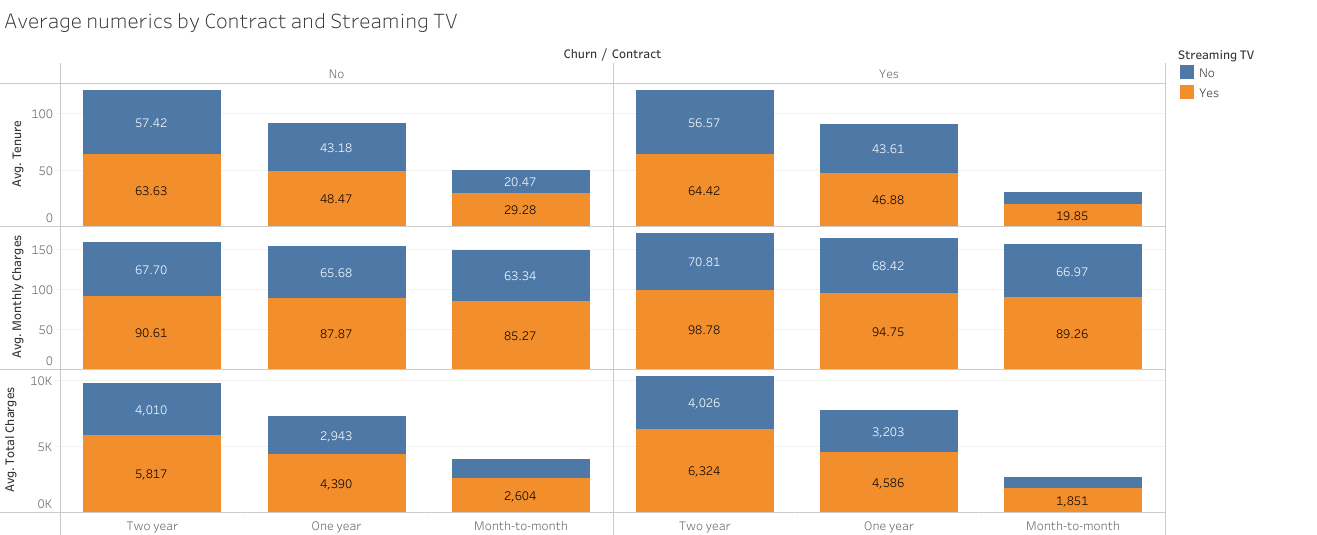 Average numerics by Contract and Streaming TV
Churn / Contract
Streaming TV
No
Yes
No
Yes
Avg. Tenure
100
50
0
57.42
43.18
20.47
56.57
43.61
63.63
48.47
29.28
64.42
46.88
19.85
Avg. Monthly Charges
150
100
50
0
67.70
65.68
63.34
70.81
68.42
66.97
90.61
87.87
85.27
98.78
94.75
89.26
Avg. Total Charges
10K
5K
0K
4,010
2,943
4,026
3,203
5,817
4,390
2,604
6,324
4,586
1,851
Two year
One year
Month-to-month
Two year
One year
Month-to-month